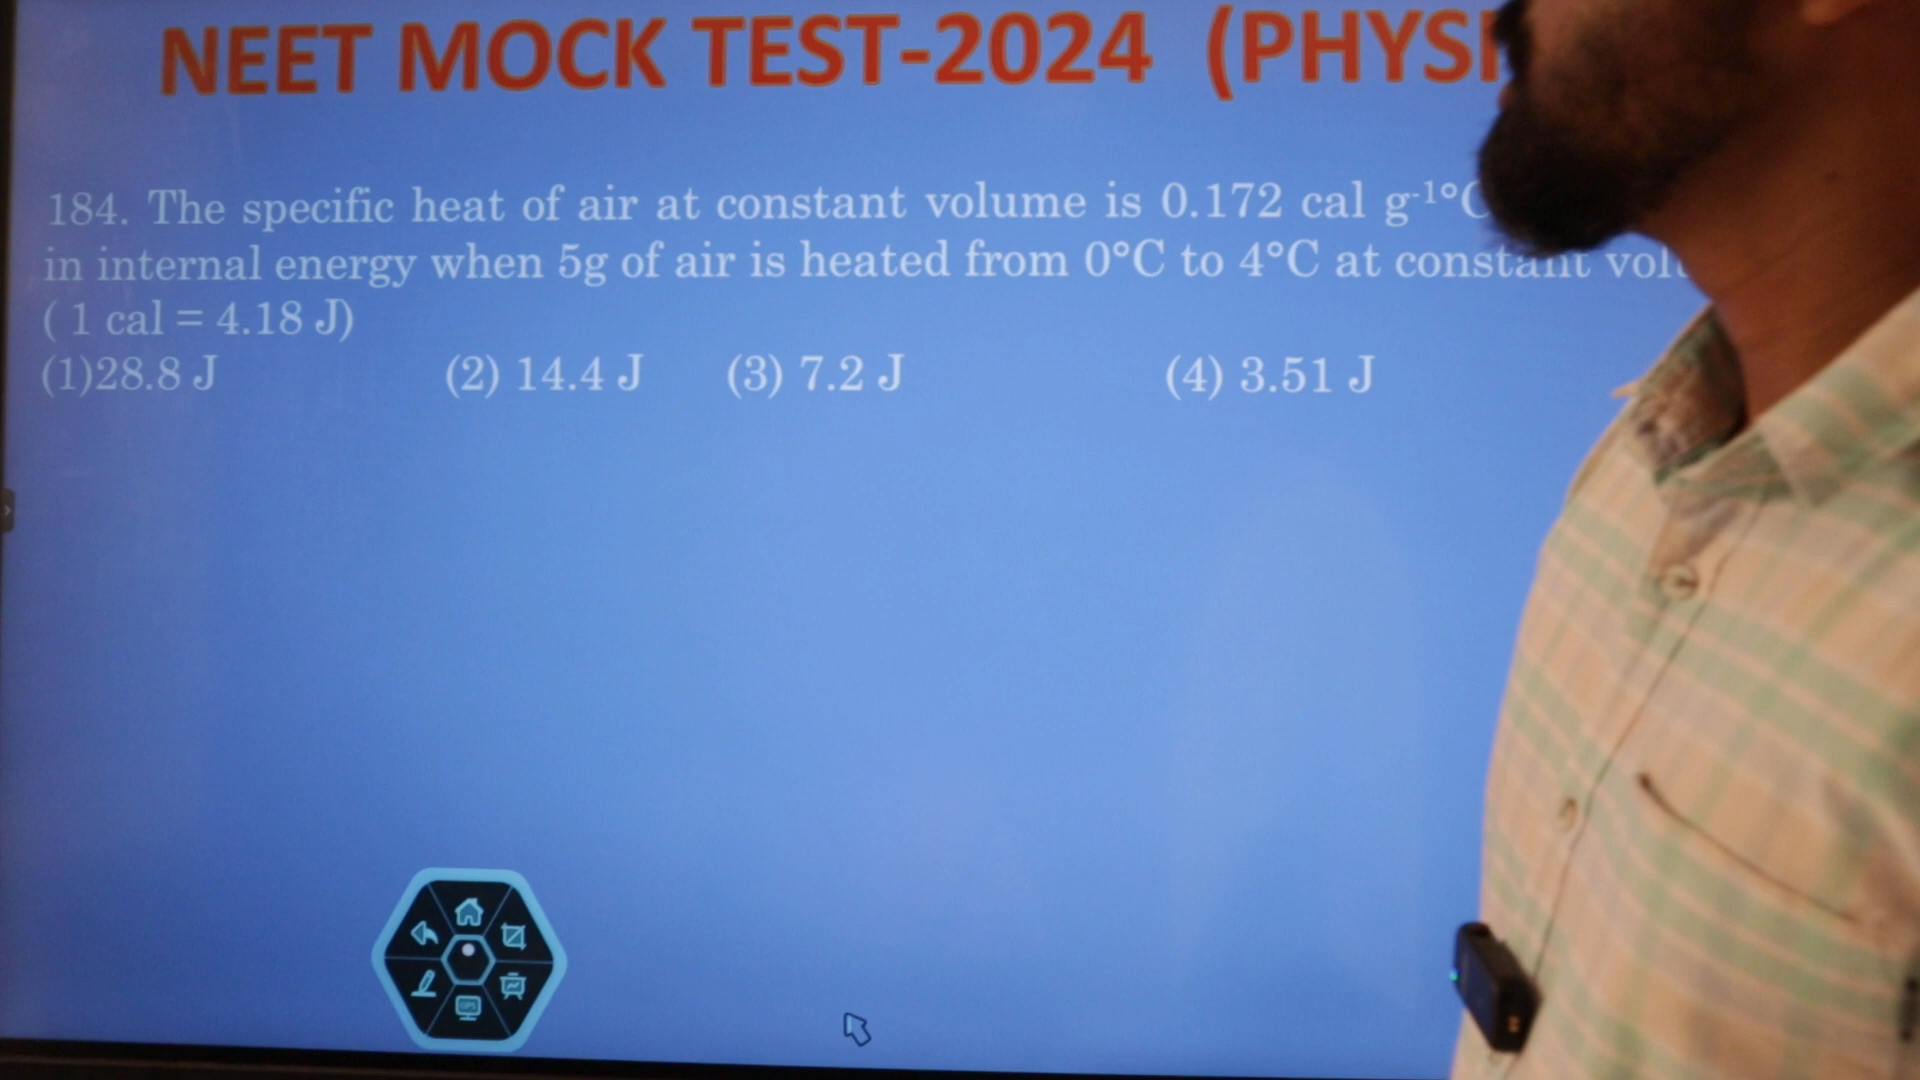 NEET MOCK TEST-2024 (PHYSI
184. The specific heat of air at constant volume is 0.172 cal g⁻¹°C
in internal energy when 5g of air is heated from 0°C to 4°C at constant
( 1 cal = 4.18 J)
(1)28.8 J (2) 14.4 J (3) 7.2 J (4) 3.51 J